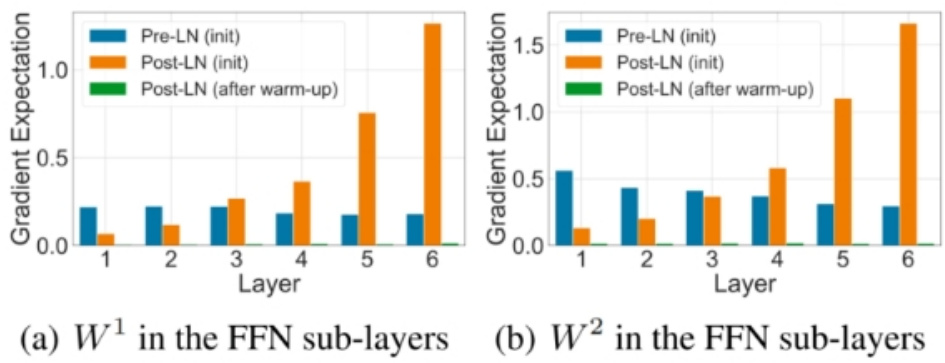 Gradient Expectation
1.0
0.5
0.0
Pre-LN (init)
Post-LN (init)
Post-LN (after warm-up)
1 2 3 4 5 6
Layer
(a) W¹ in the FFN sub-layers
Gradient Expectation
1.5
1.0
0.5
0.0
Pre-LN (init)
Post-LN (init)
Post-LN (after warm-up)
1 2 3 4 5 6
Layer
(b) W² in the FFN sub-layers